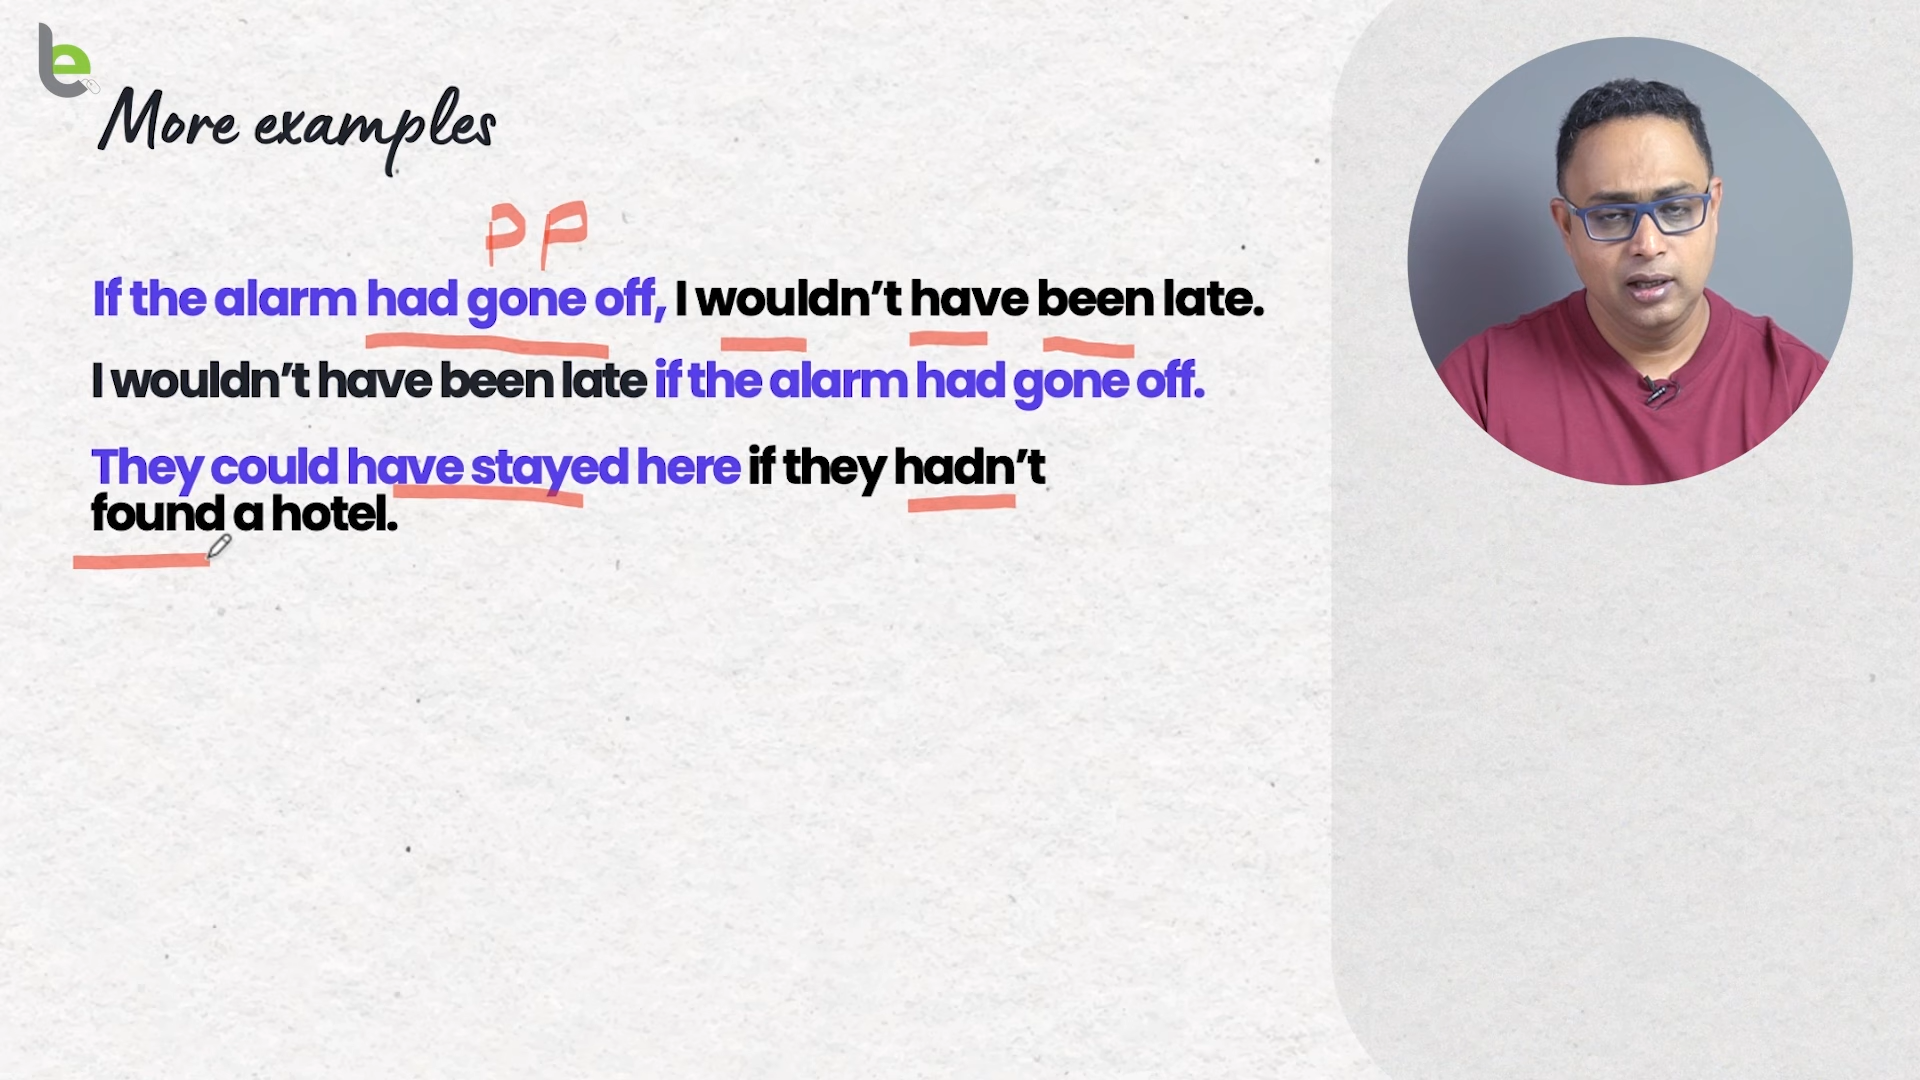 be
More examples
PP
If the alarm had gone off, I wouldn’t have been late.
I wouldn’t have been late if the alarm had gone off.
They could have stayed here if they hadn’t
found a hotel.